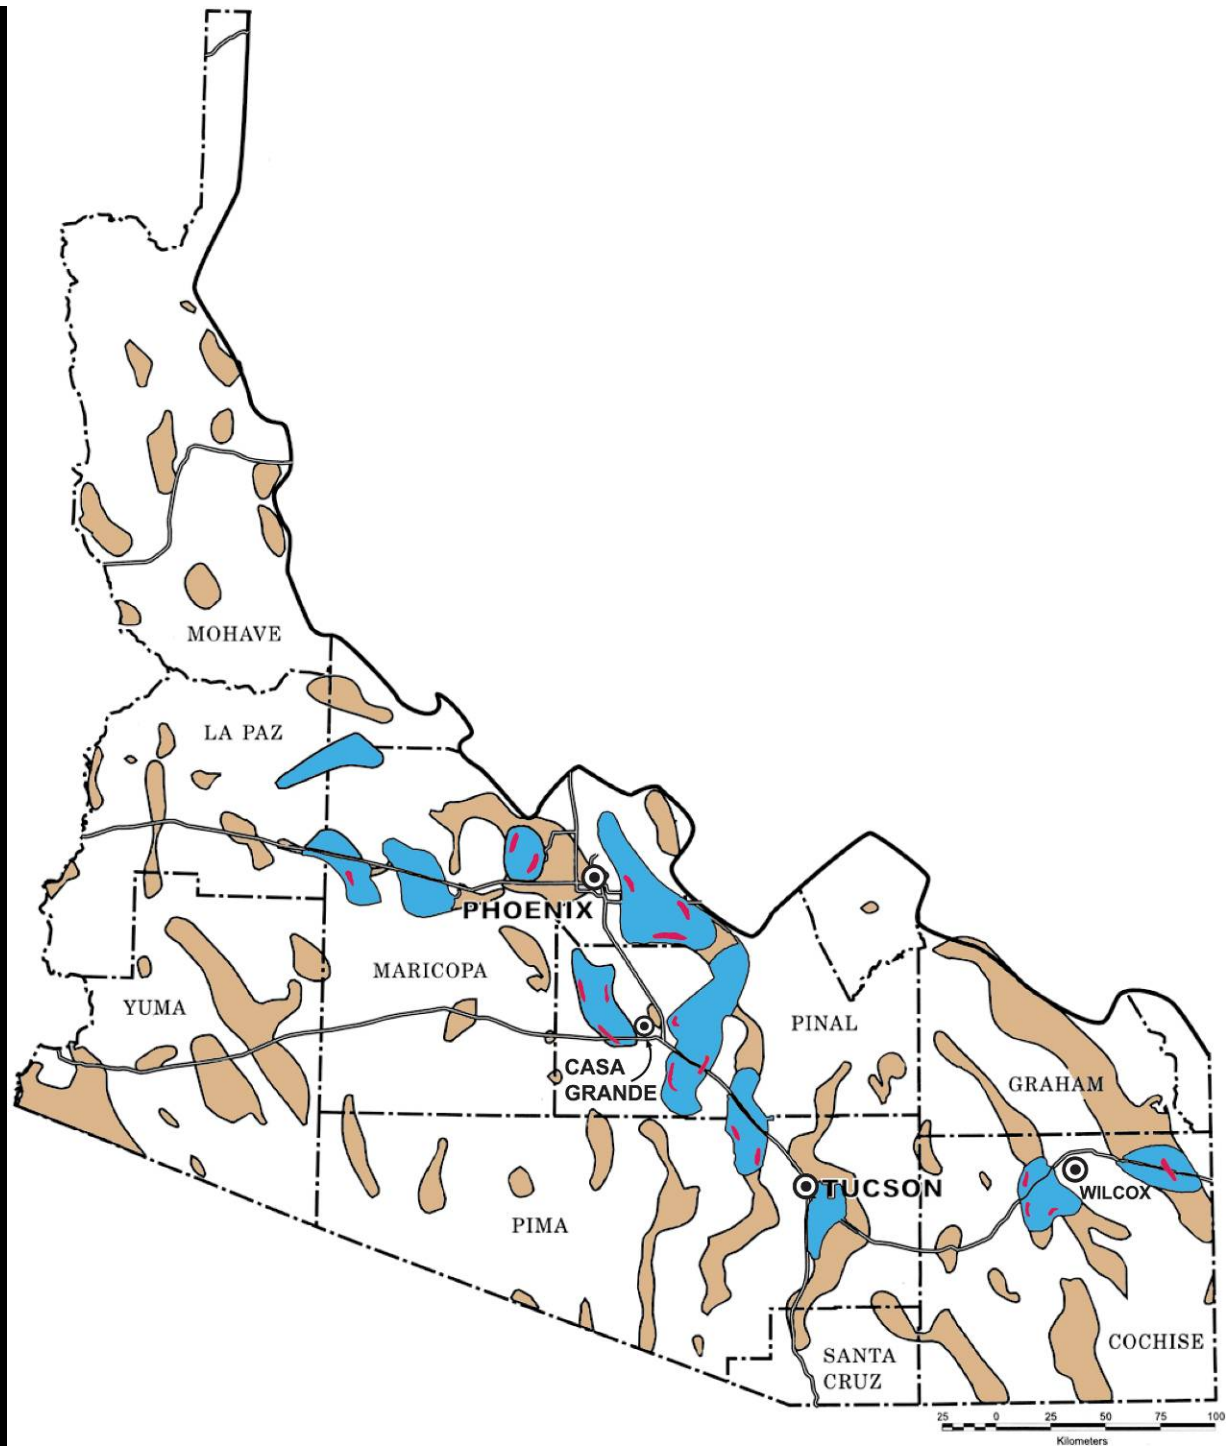 MOHAVE
LA PAZ
PHOENIX
MARICOPA
YUMA
PINAL
CASA
GRANDE
GRAHAM
TUCSON
WILCOX
PIMA
COCHISE
SANTA
CRUZ
25 0 25 50 75 100
Kilometers